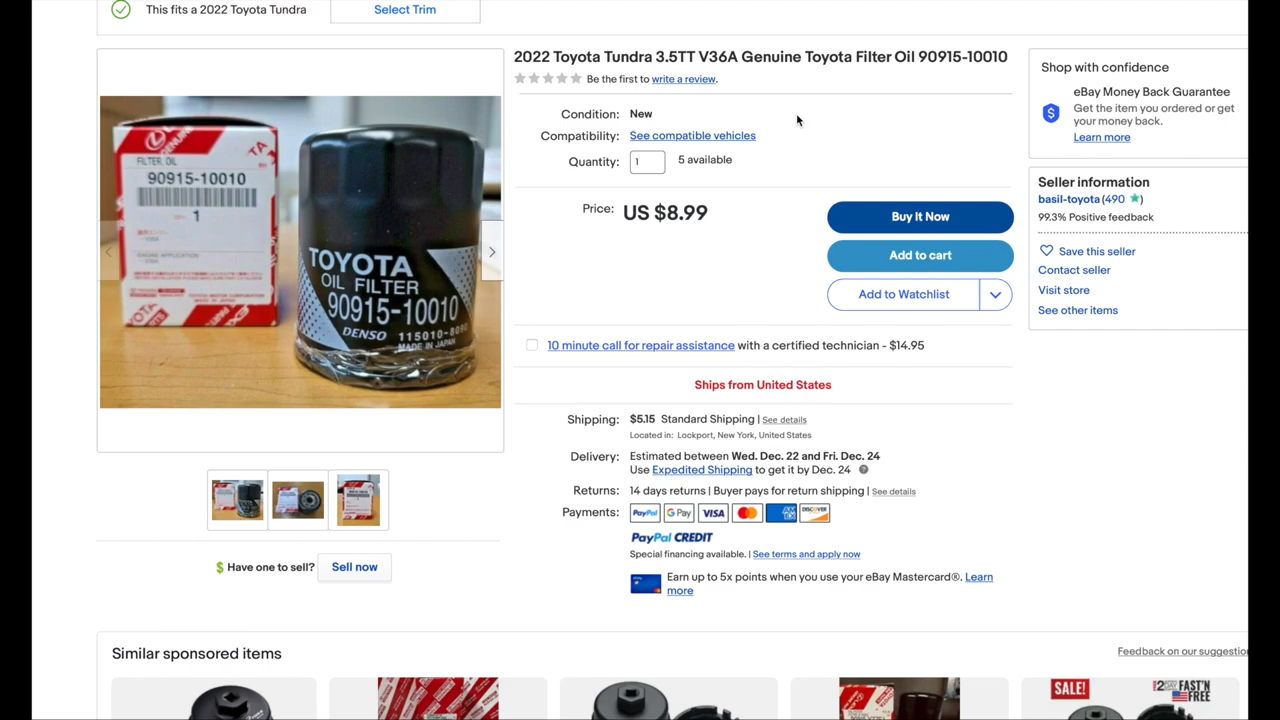 This fits a 2022 Toyota Tundra
Select Trim
2022 Toyota Tundra 3.5TT V36A Genuine Toyota Filter Oil 90915-10010
Be the first to write a review.
Condition: New
Compatibility: See compatible vehicles
Quantity: 1 5 available
Price: US $8.99
Buy It Now
Add to cart
Add to Watchlist
10 minute call for repair assistance with a certified technician - $14.95
Ships from United States
Shipping: $5.15 Standard Shipping | See details
Located in: Lockport, New York, United States
Delivery: Estimated between Wed. Dec. 22 and Fri. Dec. 24
Use Expedited Shipping to get it by Dec. 24 ?
Returns: 14 days returns | Buyer pays for return shipping | See details
Payments: PayPal G Pay VISA DISCOVER
PayPal CREDIT
Special financing available. | See terms and apply now
Earn up to 5x points when you use your eBay Mastercard®. Learn
more
Shop with confidence
eBay Money Back Guarantee
Get the item you ordered or get
your money back.
Learn more
Seller information
basil-toyota (490)
99.3% Positive feedback
Save this seller
Contact seller
Visit store
See other items
GENUINE
FILTER, OIL
90915-10010
1
TOYOTA
OIL FILTER
90915-10010
DENSO
MADE IN JAPAN
$ Have one to sell? Sell now
Similar sponsored items
Feedback on our suggestio
SALE!
FAST'N
FREE